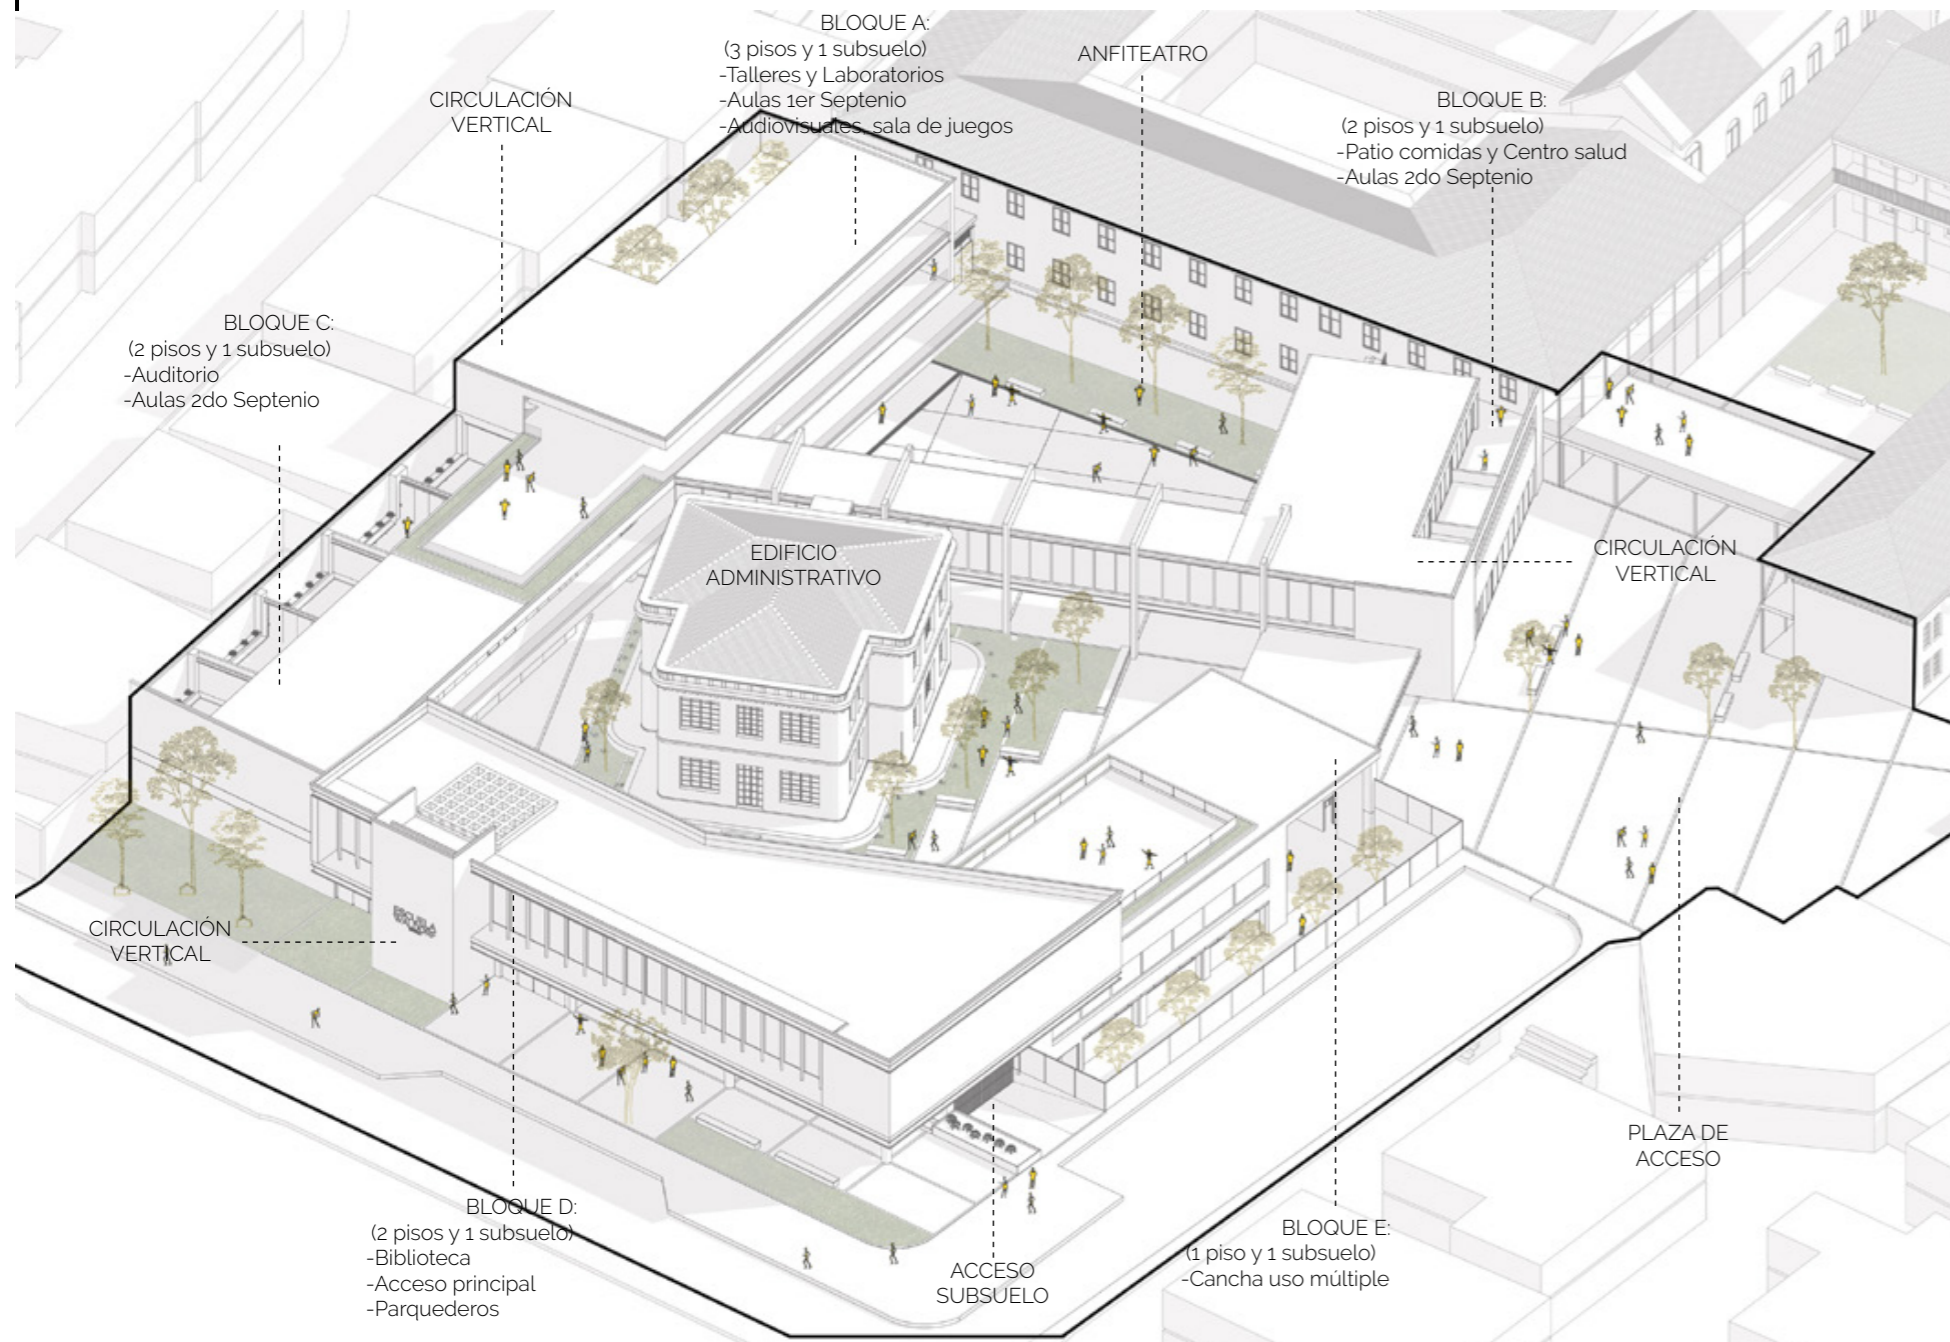 BLOQUE A:
(3 pisos y 1 subsuelo)
-Talleres y Laboratorios
-Aulas 1er Septenio
-Audiovisuales, sala de juegos
ANFITEATRO
CIRCULACIÓN
VERTICAL
BLOQUE B:
(2 pisos y 1 subsuelo)
-Patio comidas y Centro salud
-Aulas 2do Septenio
BLOQUE C:
(2 pisos y 1 subsuelo)
-Auditorio
-Aulas 2do Septenio
EDIFICIO
ADMINISTRATIVO
CIRCULACIÓN
VERTICAL
CIRCULACIÓN
VERTICAL
PLAZA DE
ACCESO
BLOQUE D:
(2 pisos y 1 subsuelo)
-Biblioteca
-Acceso principal
-Parquederos
ACCESO
SUBSUELO
BLOQUE E:
(1 piso y 1 subsuelo)
-Cancha uso múltiple